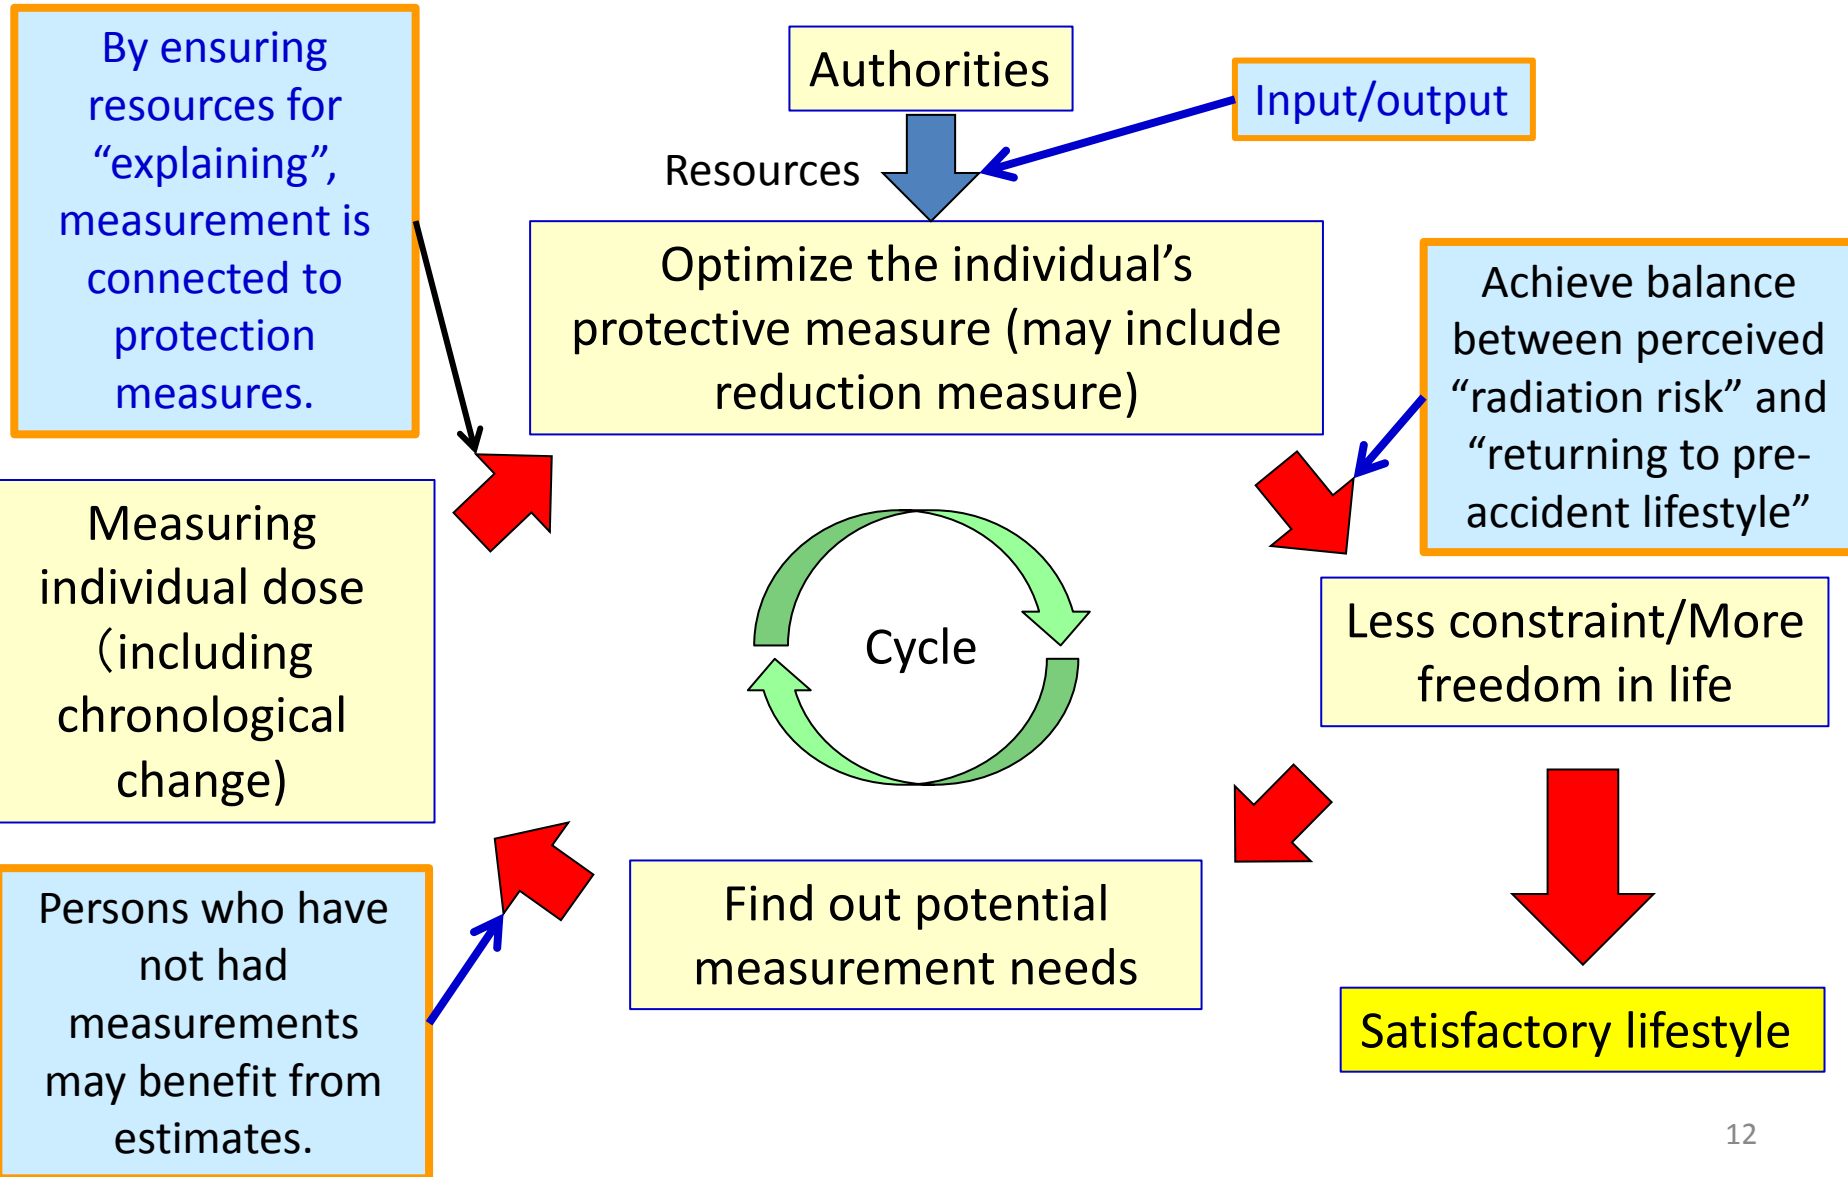 By ensuring
resources for
“explaining”,
measurement is
connected to
protection
measures.
Authorities
Input/output
Resources
Optimize the individual’s
protective measure (may include
reduction measure)
Achieve balance
between perceived
“radiation risk” and
“returning to pre-
accident lifestyle”
Measuring
individual dose
（including
chronological
change)
Cycle
Less constraint/More
freedom in life
Persons who have
not had
measurements
may benefit from
estimates.
Find out potential
measurement needs
Satisfactory lifestyle
12